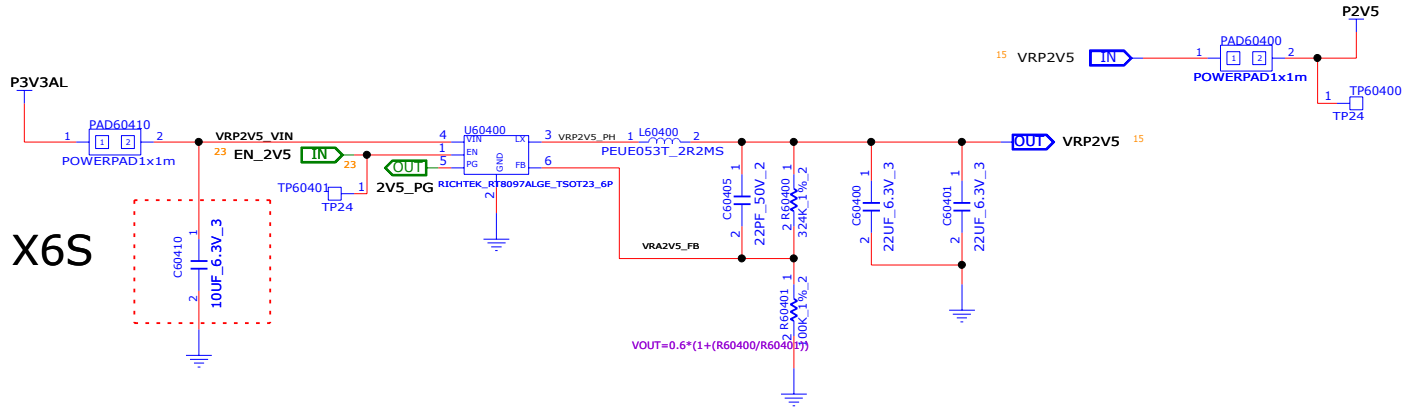 P2V5
PAD60400
15 VRP2V5 IN 1 1 2 2
POWERPAD1x1m
TP60400
1
TP24
P3V3AL
PAD60410
1 1 2 2
POWERPAD1x1m
VRP2V5_VIN
23 EN_2V5 IN 23
OUT
2V5_PG
TP60401 1
TP24
U60400
4 VIN LX 3
1 EN
5 PG GND FB 6
2
RICHTEK_RT8097ALGE_TSOT23_6P
VRP2V5_PH 1 L60400 2
PEUE053T_2R2MS
OUT VRP2V5 15
1
C60405
2
22PF_50V_2
1
R60400
2
324K_1%_2
1
C60400
2
22UF_6.3V_3
1
C60401
2
22UF_6.3V_3
VRA2V5_FB
X6S
1
C60410
2
10UF_6.3V_3
1
R60401
2
100K_1%_2
VOUT=0.6*(1+(R60400/R60401))